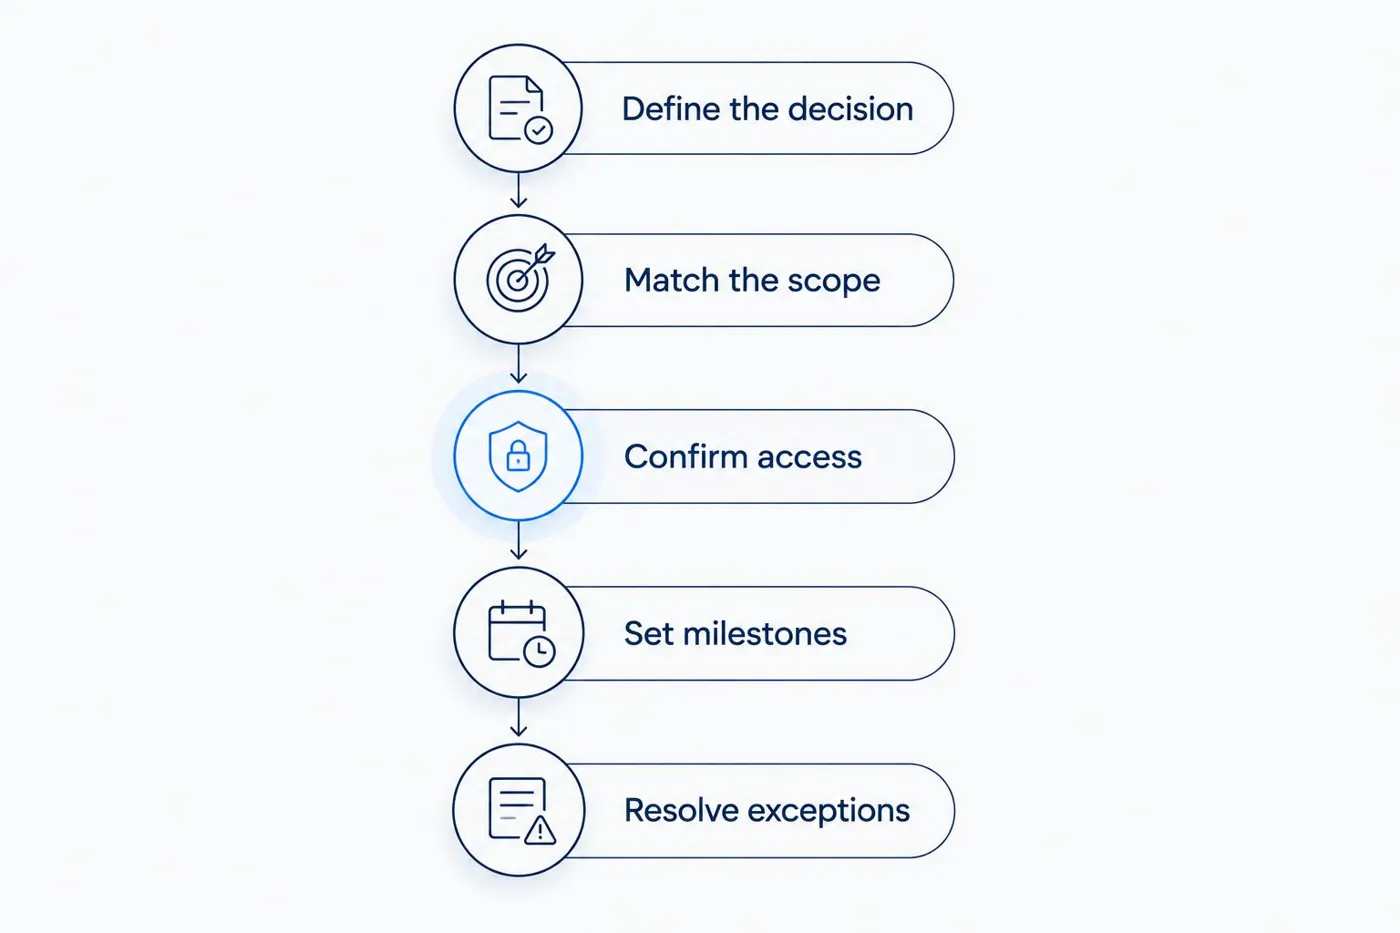 Define the decision
Match the scope
Confirm access
Set milestones
Resolve exceptions